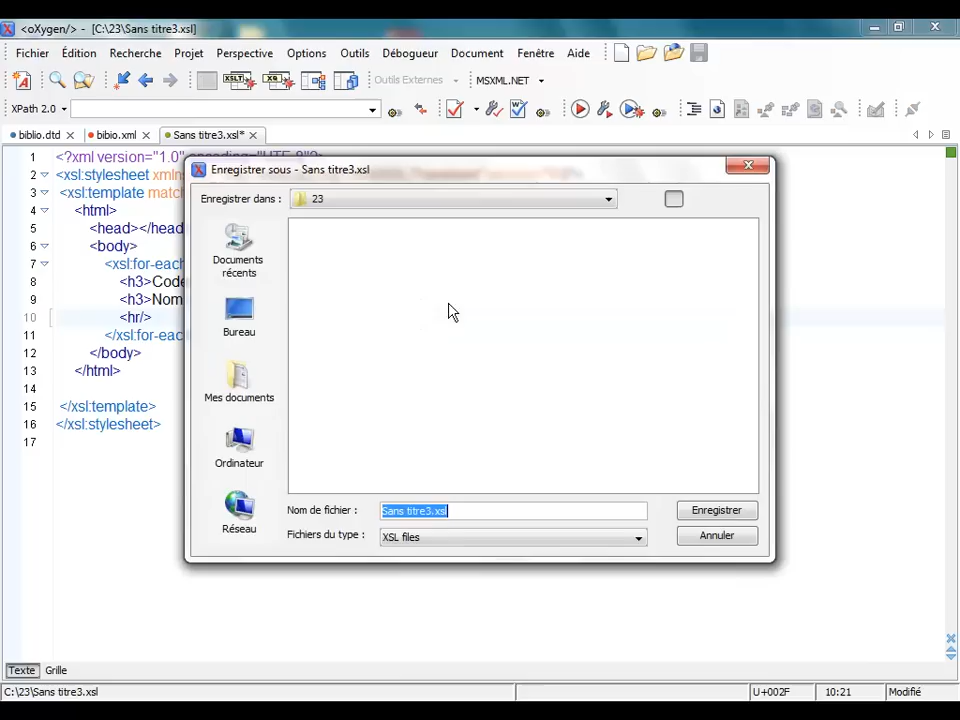 <oXygen/> - [C:\23\Sans titre3.xsl]
Fichier Édition Recherche Projet Perspective Options Outils Débogueur Document Fenêtre Aide
Outils Externes MSXML.NET
XPath 2.0
biblio.dtd bibio.xml Sans titre3.xsl*
1 <?xml version="1.0" encoding="UTF-8"?>
2 <xsl:stylesheet xmlns
3 <xsl:template match
4 <html>
5 <head></head
6 <body>
7 <xsl:for-each
8 <h3>Code
9 <h3>Nom
10 <hr/>
11 </xsl:for-eac
12 </body>
13 </html>
14
15 </xsl:template>
16 </xsl:stylesheet>
17
Enregistrer sous - Sans titre3.xsl
Enregistrer dans : 23
Documents récents
Bureau
Mes documents
Ordinateur
Réseau
Nom de fichier : Sans titre3.xsl Enregistrer
Fichiers du type : XSL files Annuler
Texte Grille
C:\23\Sans titre3.xsl U+002F 10:21 Modifié